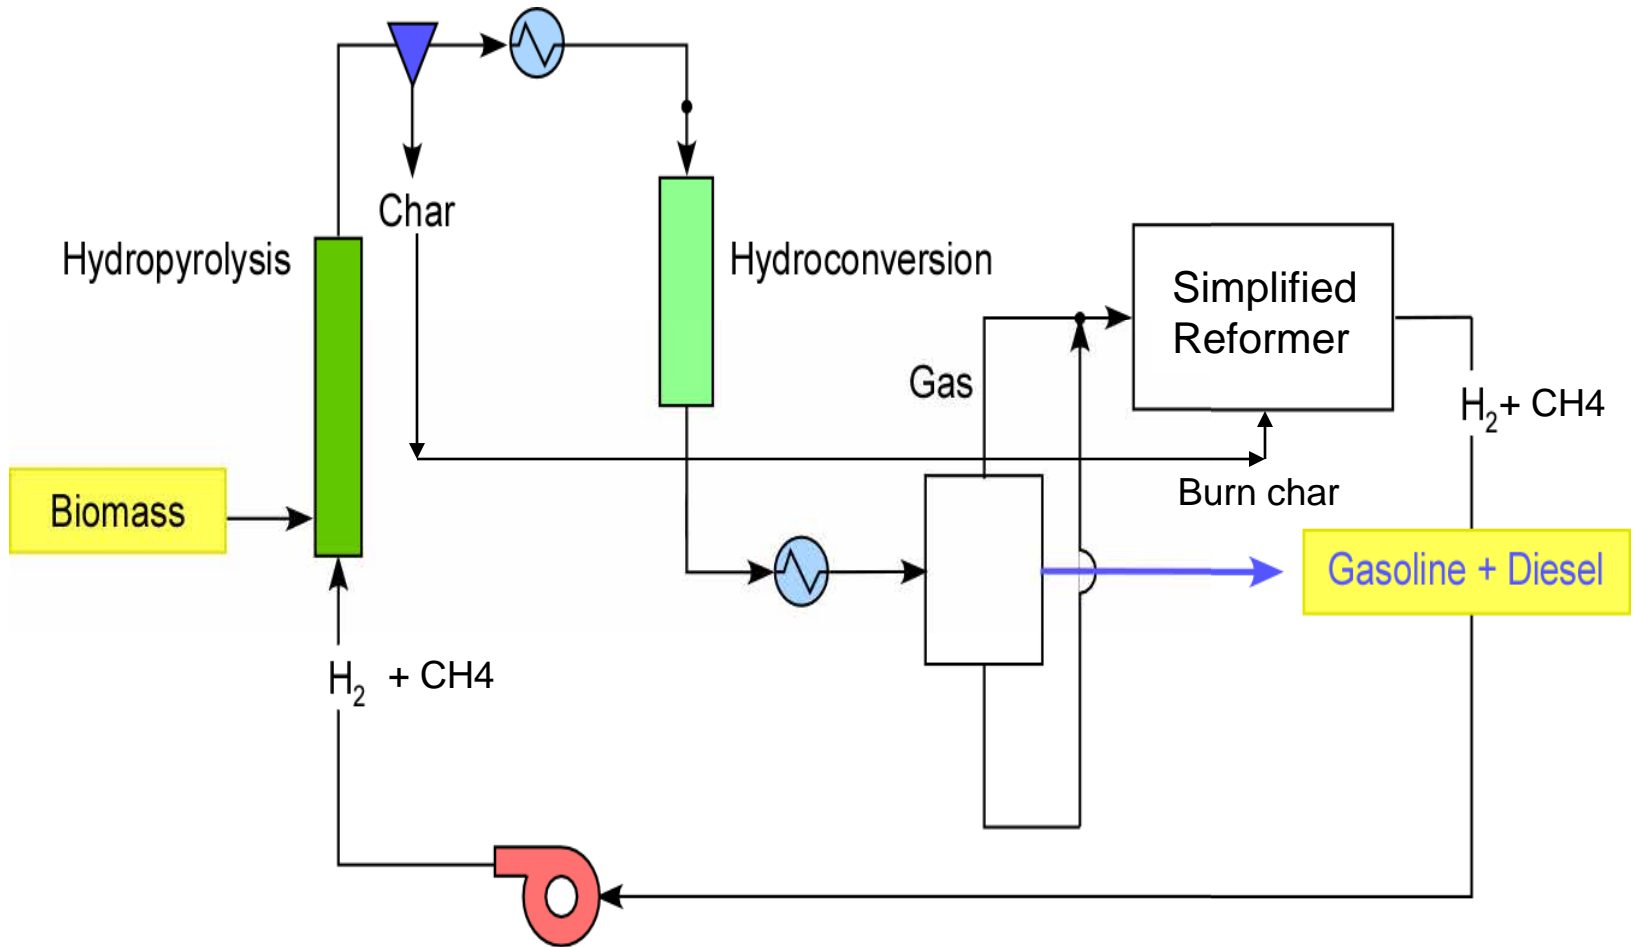 Char
Hydropyrolysis
Hydroconversion
Simplified
Reformer
Gas
H₂+ CH4
Burn char
Biomass
Gasoline + Diesel
H₂ + CH4